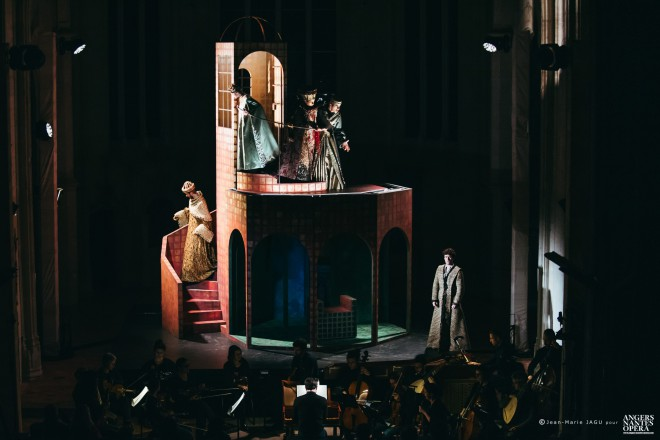 ©Jean-Marie JAGU pour
ANGERS
NANTES
OPÉRA